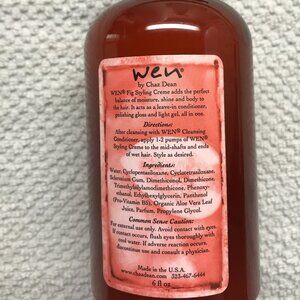 wen®
by Chaz Dean
WEN® Fig Styling Creme adds the perfect
balance of moisture, shine and body to
the hair. It acts as a leave-in conditioner,
polishing gloss and light gel, all in one.
Directions:
After cleansing with WEN® Cleansing
Conditioner, apply 1-2 pumps of WEN®
Styling Creme to the mid-shafts and ends
of wet hair. Style as desired.
Ingredients:
Water, Cyclopentasiloxane, Cyclotetrasiloxane,
Sclerotium Gum, Dimethiconol, Dimethicone,
Trimethylsilylamodimethicone, Phenoxy-
ethanol, Ethylhexylglycerin, Panthenol
(Pro-Vitamin B5), Organic Aloe Vera Leaf
Juice, Parfum, Propylene Glycol.
Common Sense Caution:
For external use only. Avoid contact with eyes.
If contact occurs, flush eyes thoroughly with
cool water. If adverse reaction occurs,
discontinue use and consult a physician.
Made in the U.S.A.
www.chazdean.com 323-467-6444
6 fl oz